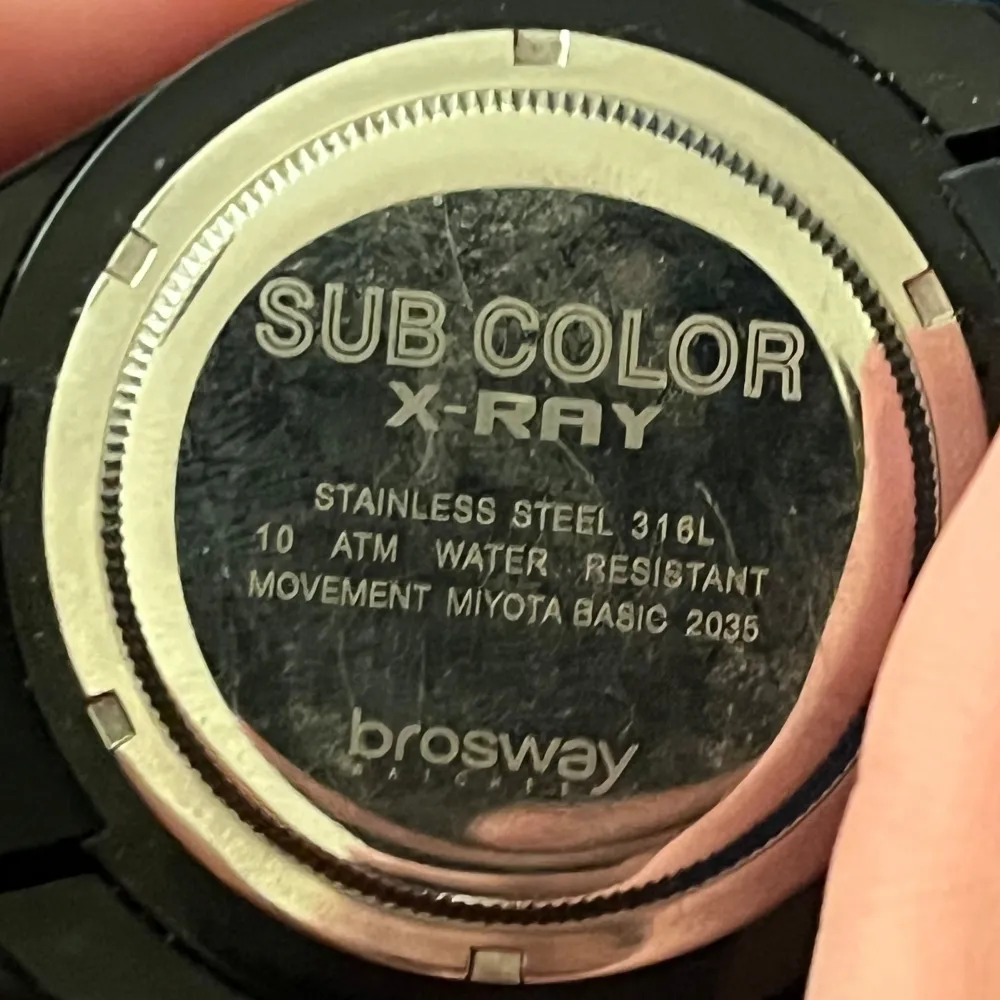 SUB COLOR
X-RAY
STAINLESS STEEL 316L
10 ATM WATER RESISTANT
MOVEMENT MIYOTA BASIC 2035
brosway